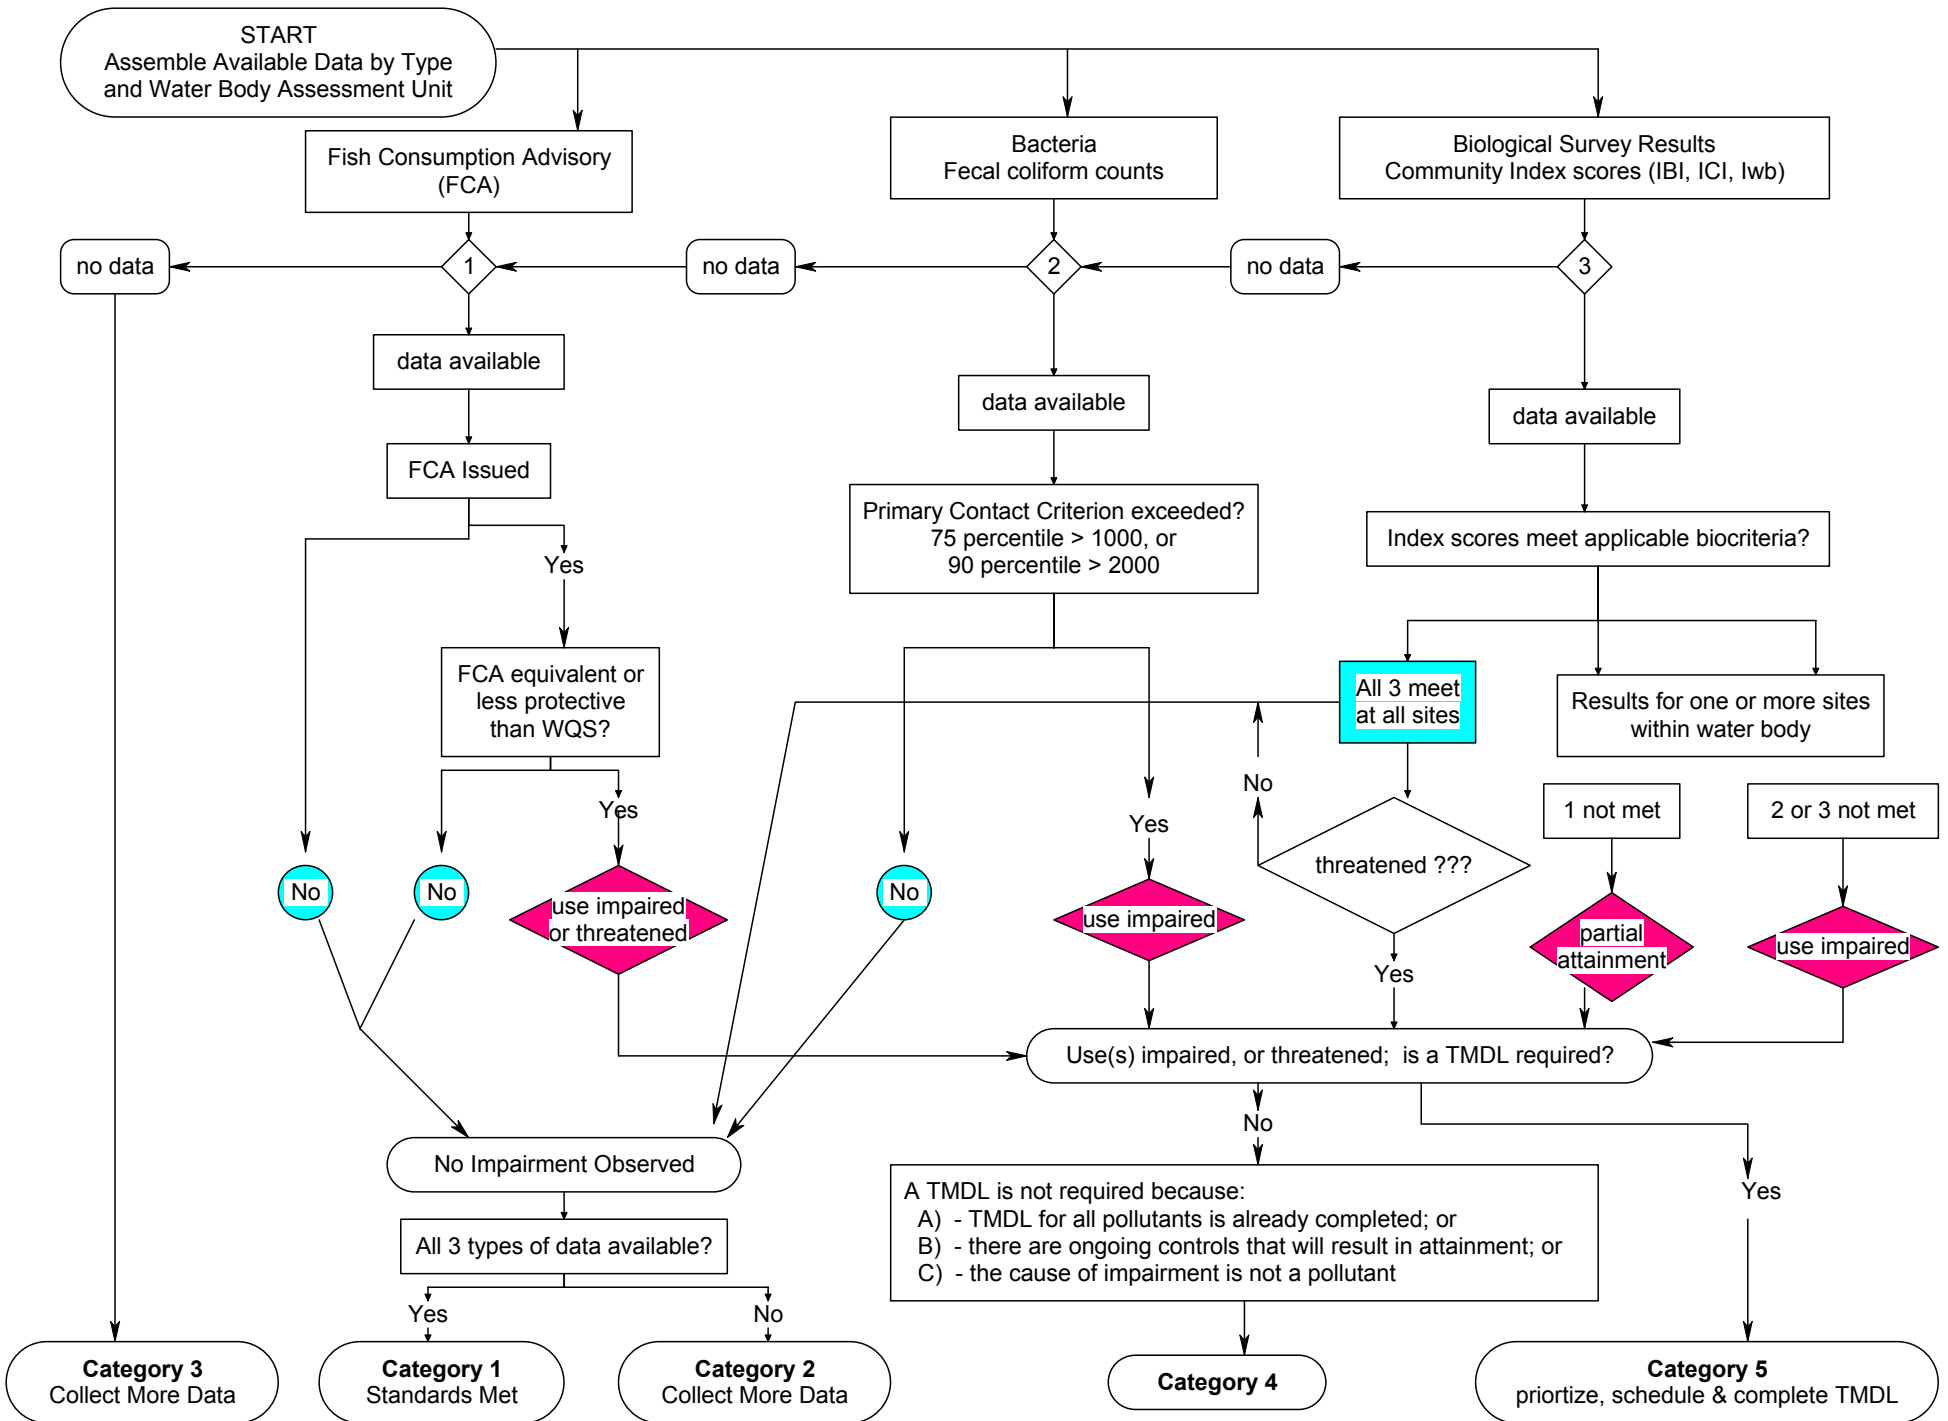 START
Assemble Available Data by Type
and Water Body Assessment Unit
Fish Consumption Advisory
(FCA)
Bacteria
Fecal coliform counts
Biological Survey Results
Community Index scores (IBI, ICI, Iwb)
no data
1
no data
2
no data
3
data available
data available
data available
FCA Issued
Primary Contact Criterion exceeded?
75 percentile > 1000, or
90 percentile > 2000
Index scores meet applicable biocriteria?
Yes
FCA equivalent or
less protective
than WQS?
All 3 meet
at all sites
Results for one or more sites
within water body
No
Yes
Yes
1 not met
2 or 3 not met
threatened ???
No
No
use impaired
or threatened
No
use impaired
partial
attainment
use impaired
Yes
Use(s) impaired, or threatened;  is a TMDL required?
No
No Impairment Observed
A TMDL is not required because:
A)  - TMDL for all pollutants is already completed; or
B)  - there are ongoing controls that will result in attainment; or
C)  - the cause of impairment is not a pollutant
Yes
All 3 types of data available?
Yes
No
Category 3
Collect More Data
Category 1
Standards Met
Category 2
Collect More Data
Category 4
Category 5
priortize, schedule & complete TMDL